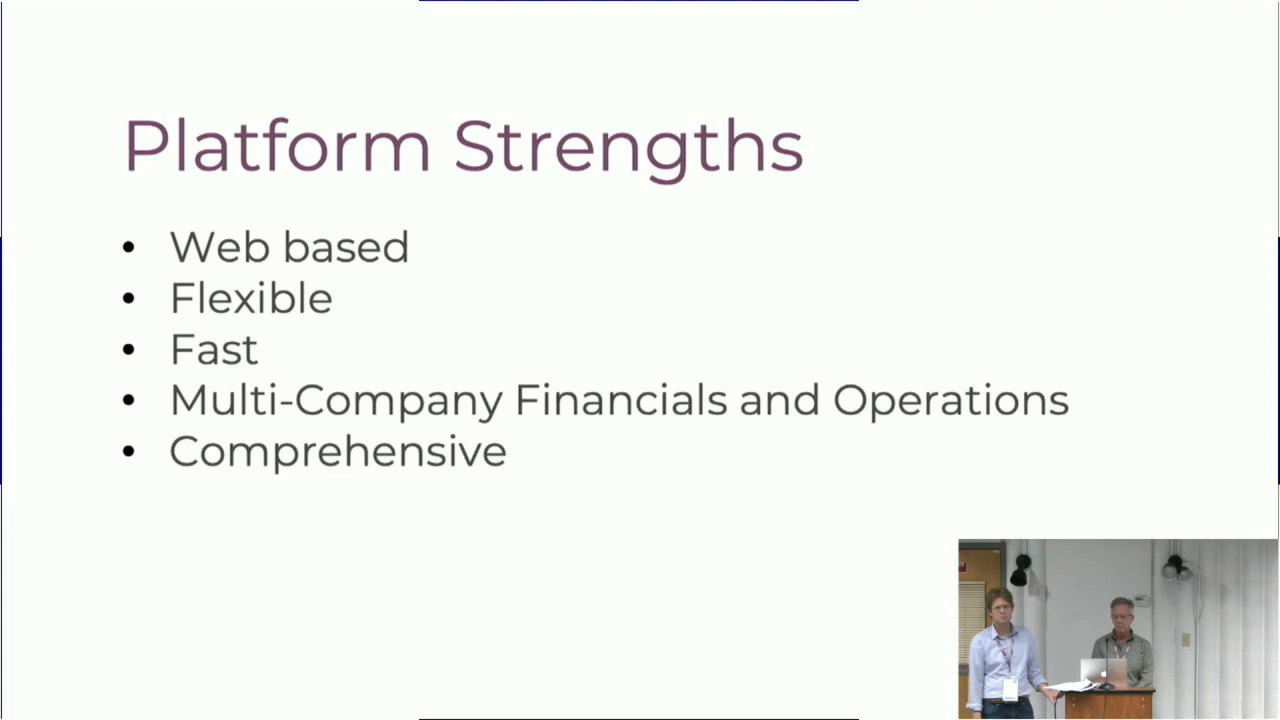 Platform Strengths
• Web based
• Flexible
• Fast
• Multi-Company Financials and Operations
• Comprehensive